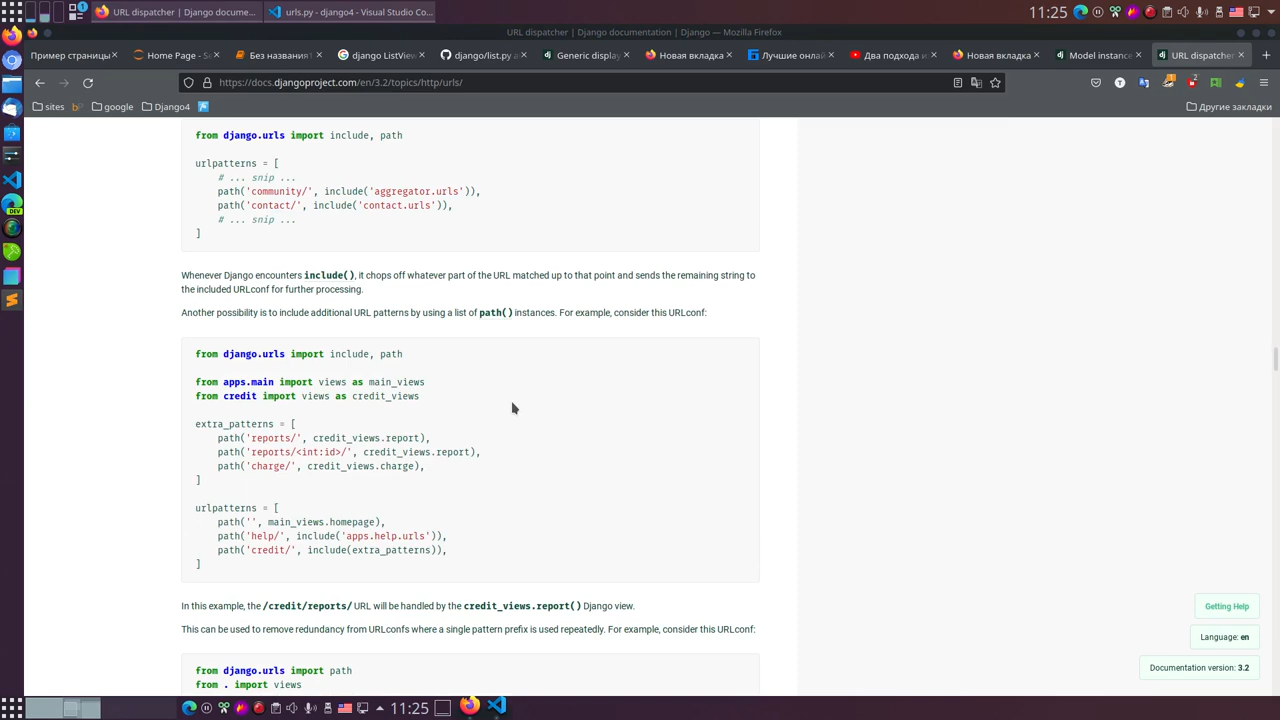 URL dispatcher | Django docume...
urls.py - django4 - Visual Studio Co...
11:25
URL dispatcher | Django documentation | Django — Mozilla Firefox
Пример страницы
Home Page - Se
Без названия1
django ListView
django/list.py a
Generic display
Новая вкладка
Лучшие онлай
Два подхода и
Новая вкладка
Model instance
URL dispatcher
https://docs.djangoproject.com/en/3.2/topics/http/urls/
sites
google
Django4
Другие закладки
from django.urls import include, path
urlpatterns = [
# ... snip ...
path('community/', include('aggregator.urls')),
path('contact/', include('contact.urls')),
# ... snip ...
]
Whenever Django encounters include(), it chops off whatever part of the URL matched up to that point and sends the remaining string to
the included URLconf for further processing.
Another possibility is to include additional URL patterns by using a list of path() instances. For example, consider this URLconf:
from django.urls import include, path
from apps.main import views as main_views
from credit import views as credit_views
extra_patterns = [
path('reports/', credit_views.report),
path('reports/<int:id>/', credit_views.report),
path('charge/', credit_views.charge),
]
urlpatterns = [
path('', main_views.homepage),
path('help/', include('apps.help.urls')),
path('credit/', include(extra_patterns)),
]
In this example, the /credit/reports/ URL will be handled by the credit_views.report() Django view.
This can be used to remove redundancy from URLconfs where a single pattern prefix is used repeatedly. For example, consider this URLconf:
from django.urls import path
from . import views
Getting Help
Language: en
Documentation version: 3.2
DEV
11:25